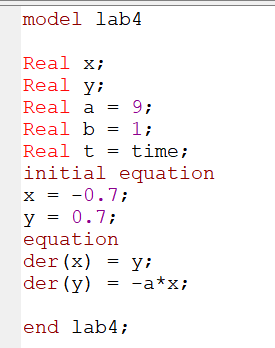 model lab4
Real x;
Real y;
Real a = 9;
Real b = 1;
Real t = time;
initial equation
x = -0.7;
y = 0.7;
equation
der(x) = y;
der(y) = -a*x;
end lab4;